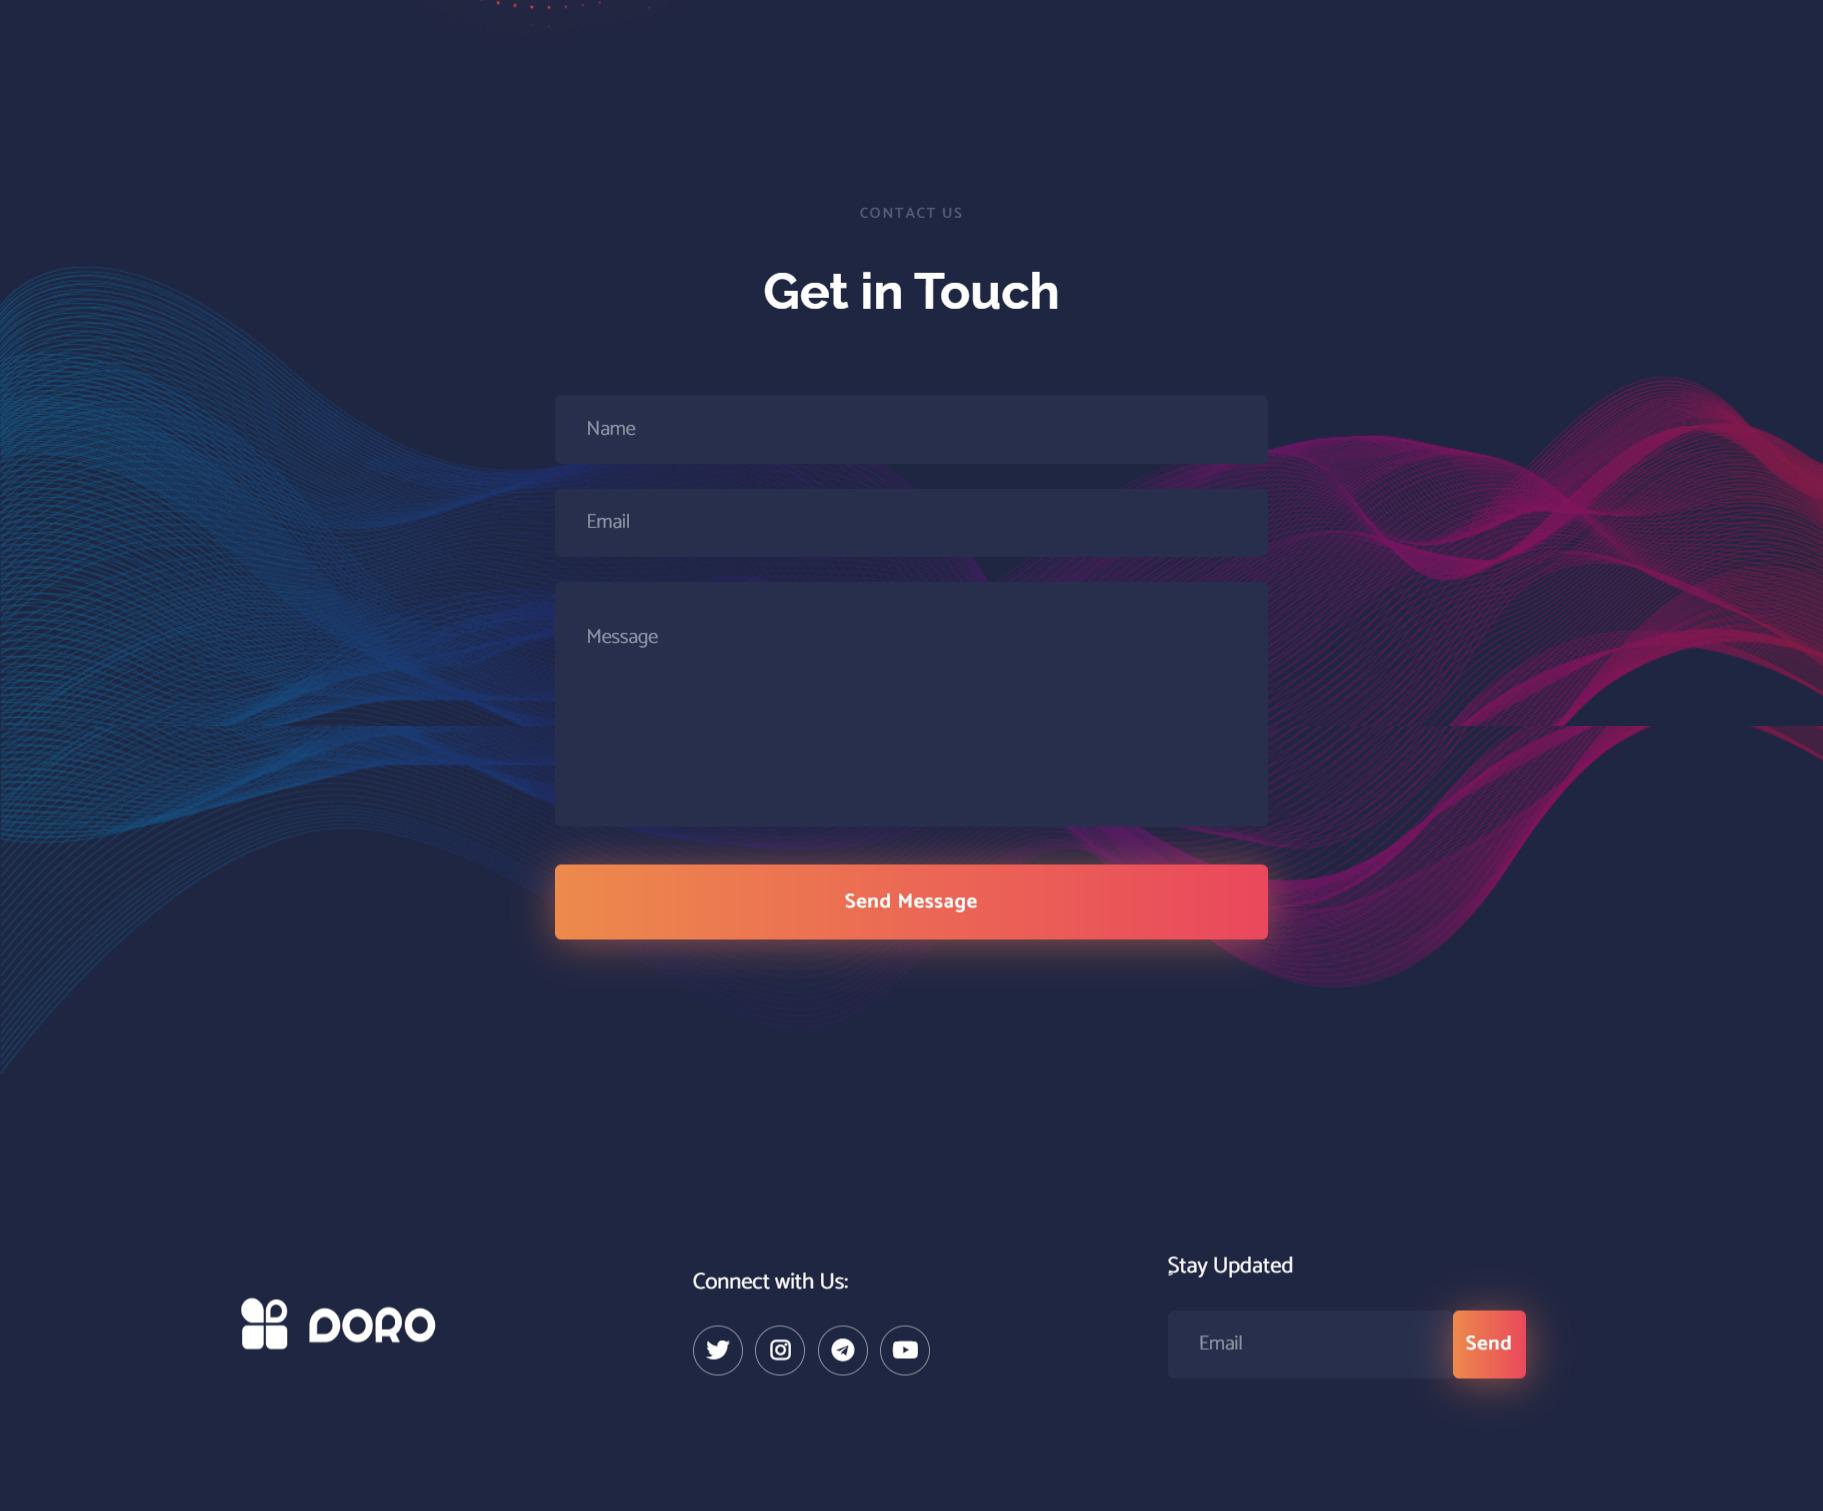 CONTACT US
Get in Touch
Name
Email
Message
Send Message
DORO
Connect with Us:
Stay Updated
Email
Send